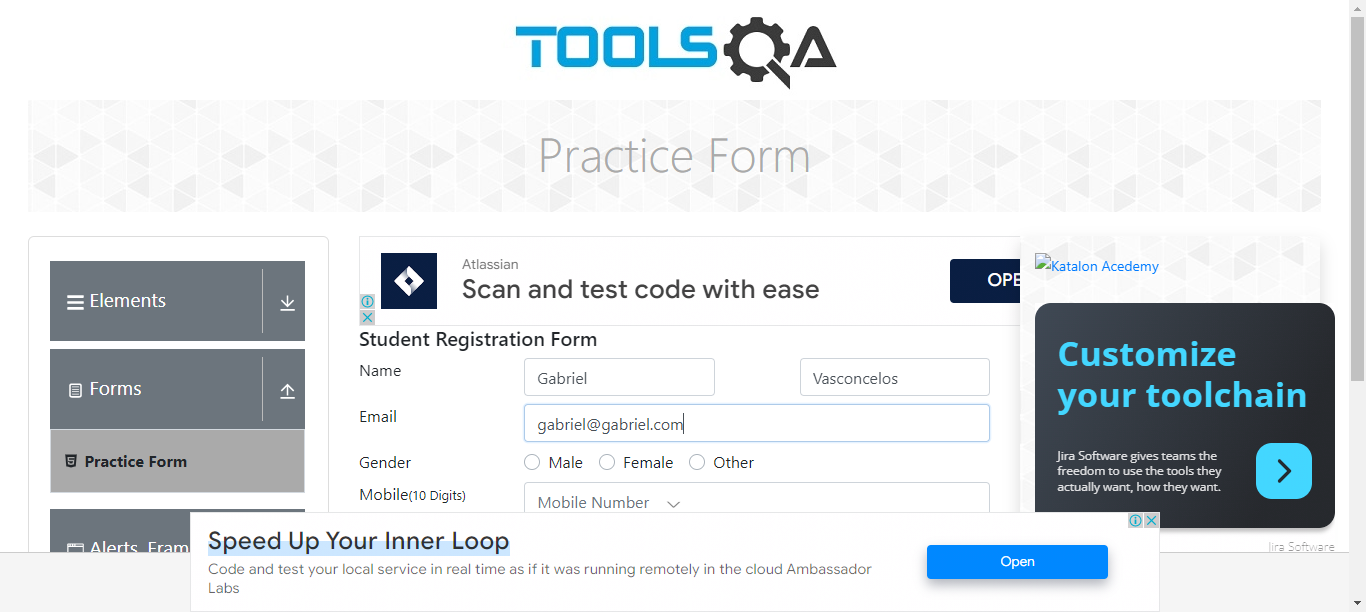 TOOLSQA
Practice Form
Elements
Forms
Practice Form
Alerts, Fram
Atlassian
Scan and test code with ease
OPE
Student Registration Form
Name
Gabriel
Vasconcelos
Email
gabriel@gabriel.com
Gender
Male
Female
Other
Mobile(10 Digits)
Mobile Number
Katalon Acedemy
Customize
your toolchain
Jira Software gives teams the
freedom to use the tools they
actually want, how they want.
Jira Software
Speed Up Your Inner Loop
Code and test your local service in real time as if it was running remotely in the cloud Ambassador
Labs
Open